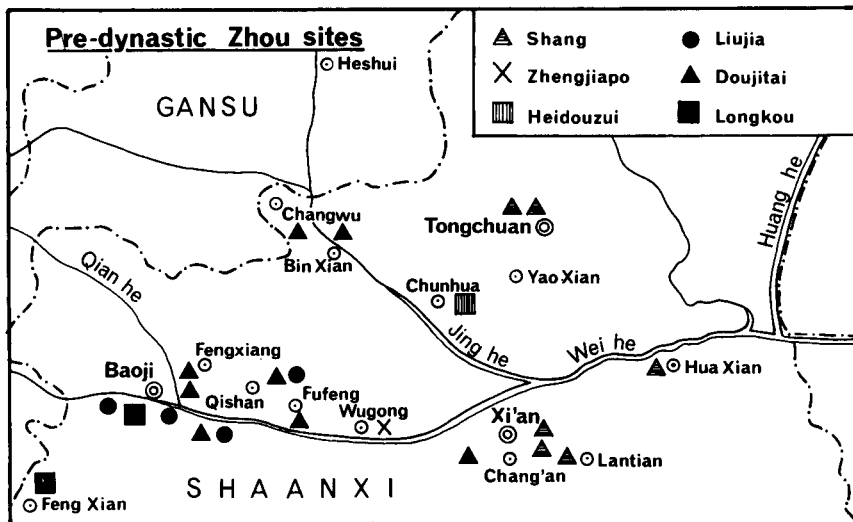 Pre-dynastic Zhou sites
Shang
Liujia
Zhengjiapo
Doujitai
Heidouzui
Longkou
Heshui
GANSU
Huang he
Changwu
Tongchuan
Bin Xian
Qian he
Chunhua
Yao Xian
Jing he
Wei he
Fengxiang
Baoji
Hua Xian
Qishan
Fufeng
Wugong
Xi'an
Chang'an
Lantian
SHAANXI
Feng Xian